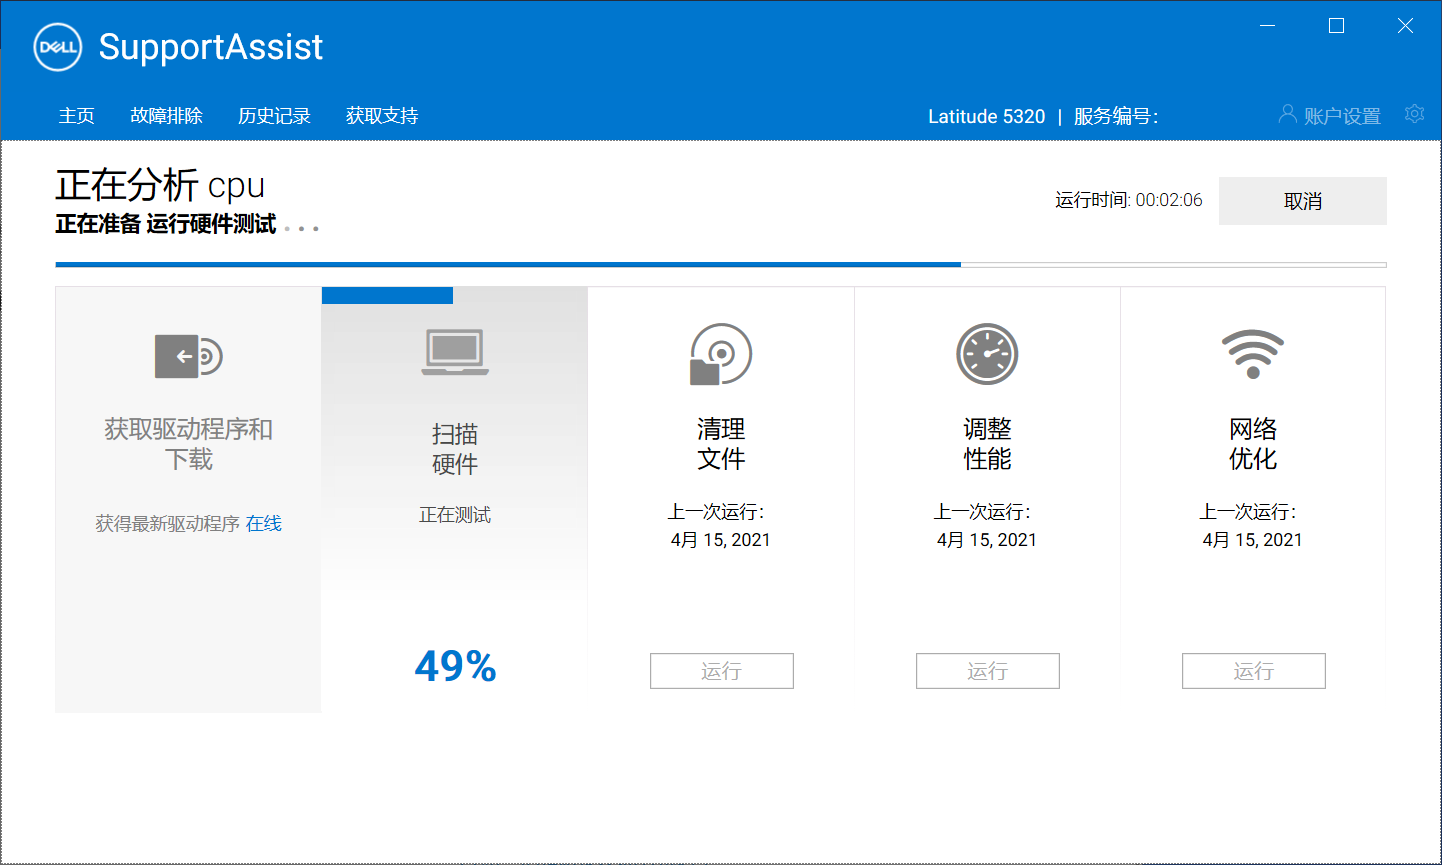 DELL SupportAssist
主页 故障排除 历史记录 获取支持 Latitude 5320 | 服务编号: 账户设置
正在分析 cpu
正在准备 运行硬件测试 . . .
运行时间: 00:02:06 取消
获取驱动程序和
下载
获得最新驱动程序 在线
扫描
硬件
正在测试
49%
清理
文件
上一次运行:
4月 15, 2021
运行
调整
性能
上一次运行:
4月 15, 2021
运行
网络
优化
上一次运行:
4月 15, 2021
运行